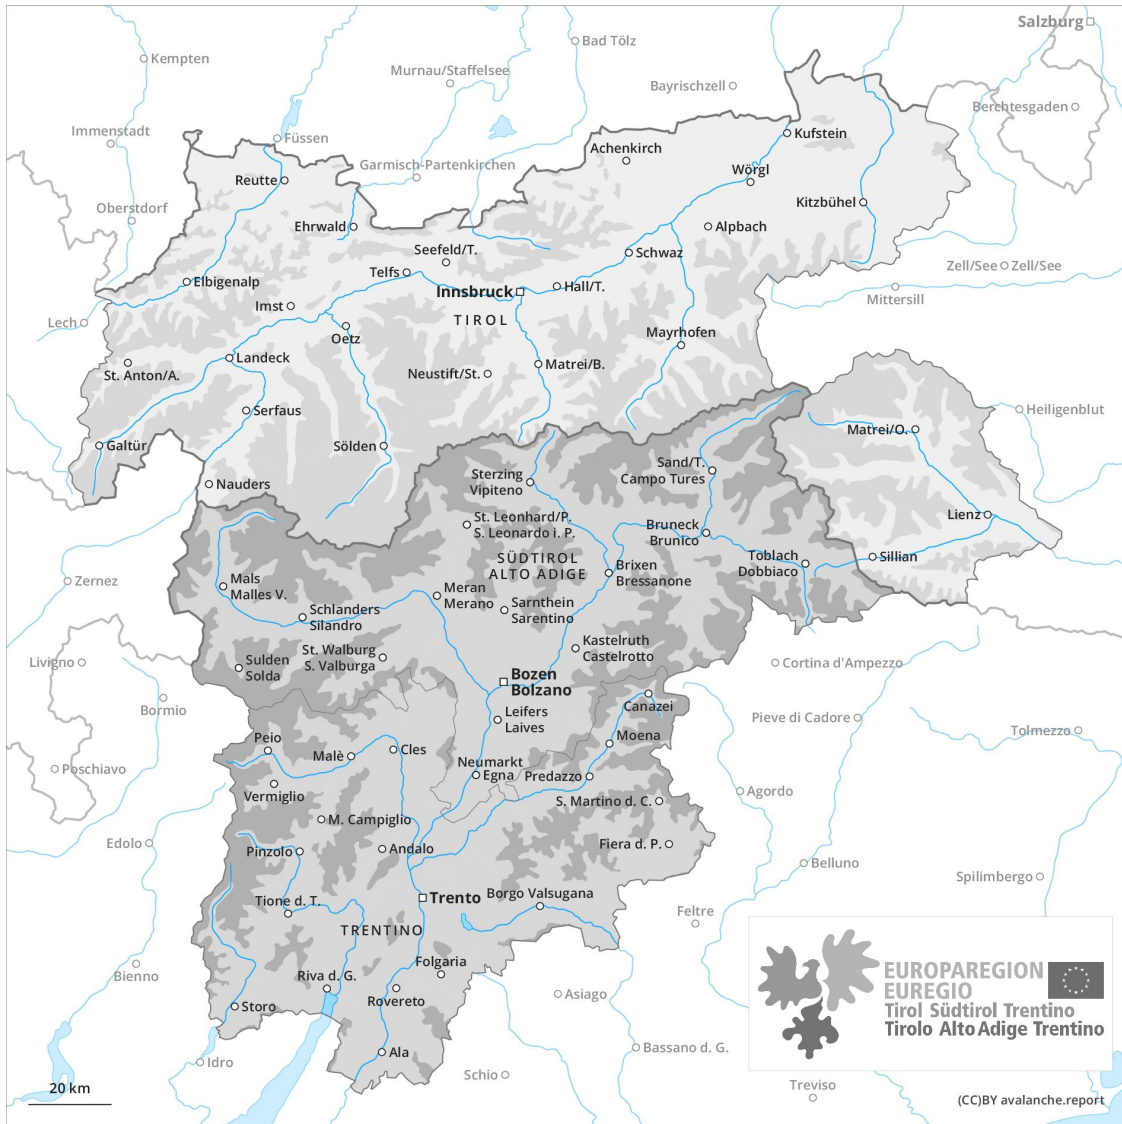 Salzburg
Bad Tölz
Kempten
Murnau/Staffelsee
Bayrischzell
Berchtesgaden
Immenstadt
Füssen
Kufstein
Achenkirch
Garmisch-Partenkirchen
Wörgl
Reutte
Kitzbühel
Oberstdorf
Ehrwald
Alpbach
Seefeld/T.
Schwaz
Telfs
Zell/See
Zell/See
Elbigenalp
Hall/T.
Innsbruck
Mittersill
Imst
TIROL
Lech
Oetz
Mayrhofen
Landeck
Matrei/B.
St. Anton/A.
Neustift/St.
Serfaus
Heiligenblut
Matrei/O.
Galtür
Sölden
Sterzing
Vipiteno
Sand/T.
Campo Tures
Nauders
St. Leonhard/P.
S. Leonardo i. P.
Lienz
Bruneck
Brunico
SÜDTIROL
ALTO ADIGE
Toblach
Dobbiaco
Sillian
Brixen
Bressanone
Zernez
Mals
Malles V.
Meran
Merano
Sarnthein
Sarentino
Schlanders
Silandro
St. Walburg
S. Valburga
Kastelruth
Castelrotto
Livigno
Sulden
Solda
Cortina d'Ampezzo
Bozen
Bolzano
Bormio
Canazei
Leifers
Laives
Pieve di Cadore
Tolmezzo
Peio
Moena
Malè
Cles
Neumarkt
Egna
Predazzo
Poschiavo
Vermiglio
Agordo
S. Martino d. C.
M. Campiglio
Edolo
Pinzolo
Andalo
Fiera d. P.
Belluno
Spilimbergo
Tione d. T.
Trento
Borgo Valsugana
Feltre
TRENTINO
Bienno
Riva d. G.
Folgaria
Asiago
Storo
Rovereto
Idro
Ala
Schio
Bassano d. G.
Treviso
EUROPAREGION
EUREGIO
Tirol Südtirol Trentino
Tirolo Alto Adige Trentino
20 km
(CC)BY avalanche.report